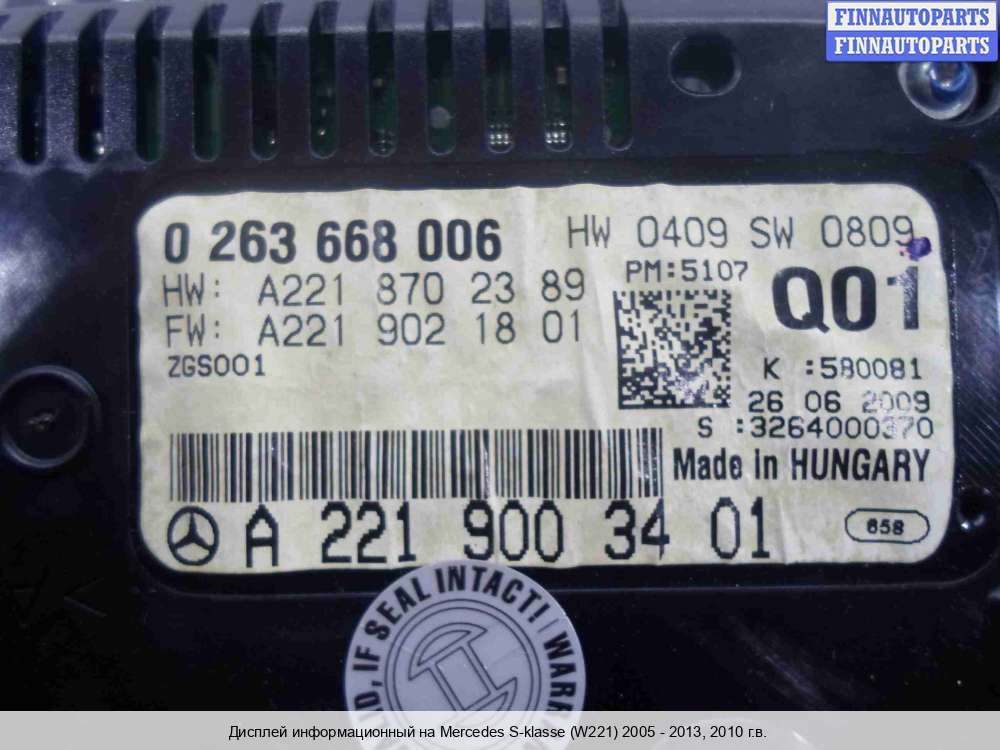 FINNAUTOPARTS
FINNAUTOPARTS
0 263 668 006
HW 0409 SW 0809
HW: A221 870 23 89
PM:5107
Q01
FW: A221 902 18 01
ZGS001
K :580081
26 06 2009
S :3264000370
Made in HUNGARY
A 221 900 34 01
658
IF SEAL INTACT!
Дисплей информационный на Mercedes S-klasse (W221) 2005 - 2013, 2010 г.в.